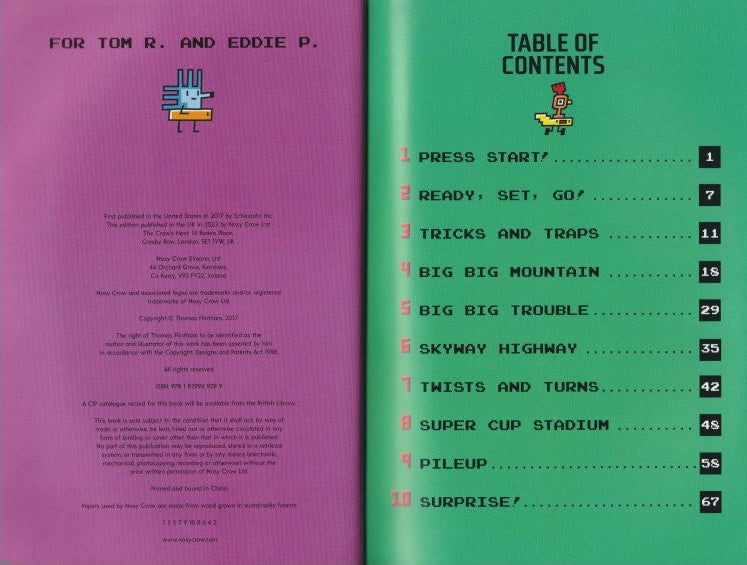 FOR TOM R. AND EDDIE P.
First published in the United States in 2017 by Scholastic Inc
This edition published in the UK in 2023 by Nosy Crow Ltd
The Crow's Nest, 14 Baden Place,
Crosby Row, London, SE1 1YW, UK
Nosy Crow Eireann Ltd
44 Orchard Grove, Kenmare,
Co Kerry, V93 FY22, Ireland
Nosy Crow and associated logos are trademarks and/or registered
trademarks of Nosy Crow Ltd
Copyright © Thomas Flintham, 2017
The right of Thomas Flintham to be identified as the
author and illustrator of this work has been asserted by him
in accordance with the Copyright, Designs and Patents Act 1988.
All rights reserved
ISBN: 978 1 83994 938 9
A CIP catalogue record for this book will be available from the British Library.
This book is sold subject to the condition that it shall not, by way of
trade or otherwise, be lent, hired out or otherwise circulated in any
form of binding or cover other than that in which it is published.
No part of this publication may be reproduced, stored in a retrieval
system, or transmitted in any form or by any means (electronic,
mechanical, photocopying, recording or otherwise) without the
prior written permission of Nosy Crow Ltd.
Printed and bound in China.
Papers used by Nosy Crow are made from wood grown in sustainable forests.
1 3 5 7 9 10 8 6 4 2
www.nosycrow.com
TABLE OF
CONTENTS
1 PRESS START! 1
2 READY, SET, GO! 7
3 TRICKS AND TRAPS 11
4 BIG BIG MOUNTAIN 18
5 BIG BIG TROUBLE 29
6 SKYWAY HIGHWAY 35
7 TWISTS AND TURNS 42
8 SUPER CUP STADIUM 48
9 PILEUP 58
10 SURPRISE! 67